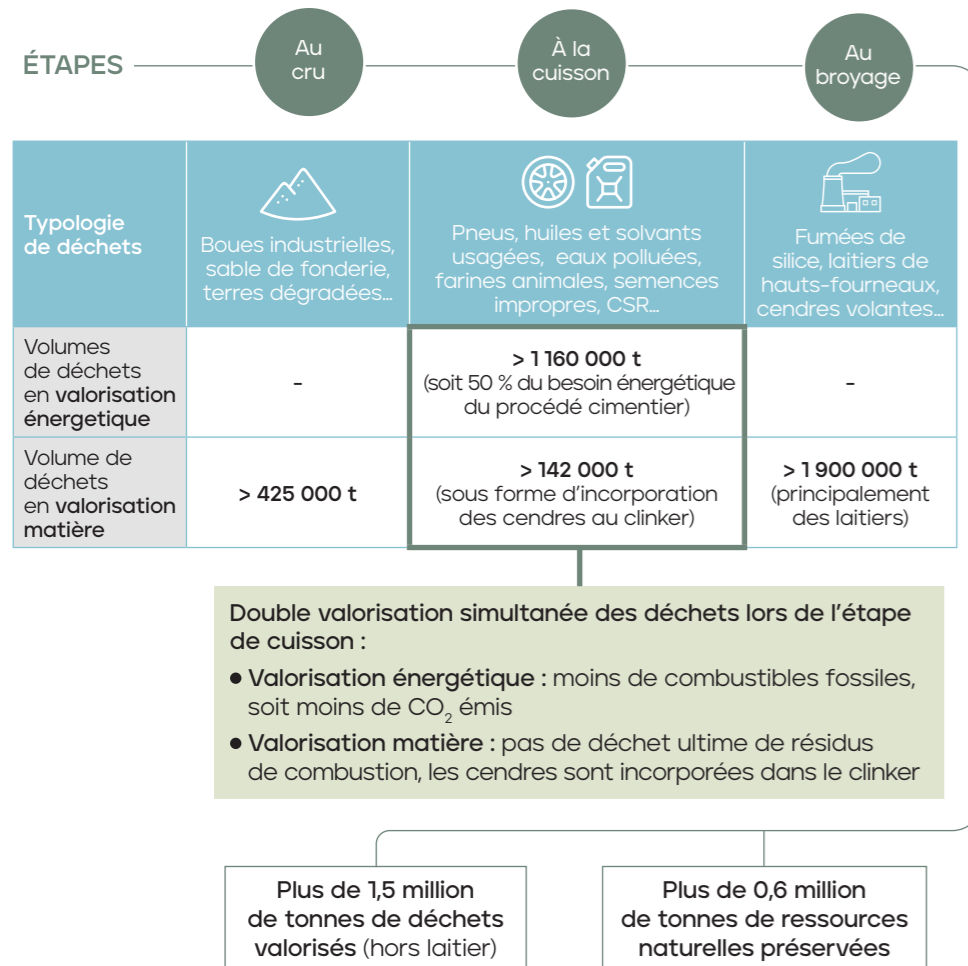 ÉTAPES
Au
cru
À la
cuisson
Au
broyage
Typologie
de déchets
Boues industrielles,
sable de fonderie,
terres dégradées...
Pneus, huiles et solvants
usagées, eaux polluées,
farines animales, semences
impropres, CSR...
Fumées de
silice, laitiers de
hauts-fourneaux,
cendres volantes...
Volumes
de déchets
en valorisation
énergetique
-
> 1 160 000 t
(soit 50 % du besoin énergétique
du procédé cimentier)
-
Volume de
déchets
en valorisation
matière
> 425 000 t
> 142 000 t
(sous forme d'incorporation
des cendres au clinker)
> 1 900 000 t
(principalement
des laitiers)
Double valorisation simultanée des déchets lors de l'étape
de cuisson :
• Valorisation énergétique : moins de combustibles fossiles,
soit moins de CO₂ émis
• Valorisation matière : pas de déchet ultime de résidus
de combustion, les cendres sont incorporées dans le clinker
Plus de 1,5 million
de tonnes de déchets
valorisés (hors laitier)
Plus de 0,6 million
de tonnes de ressources
naturelles préservées